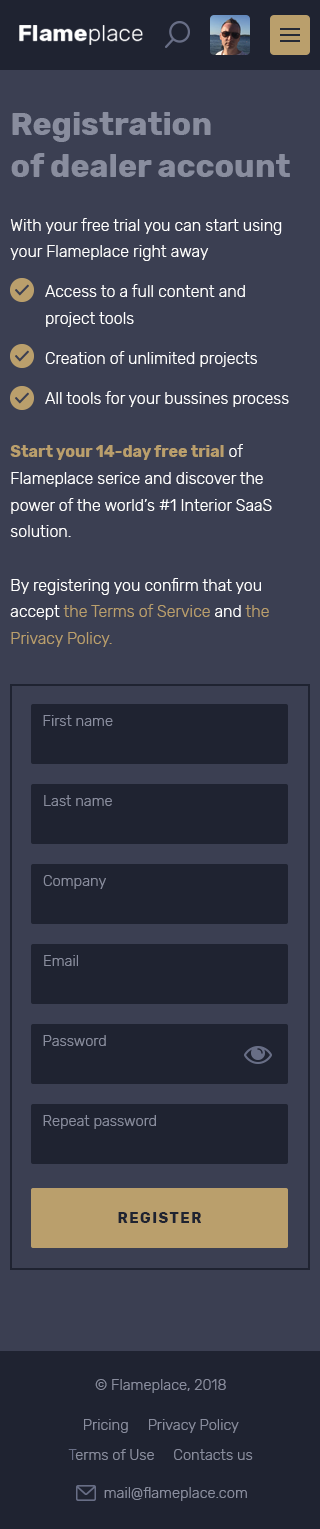 Flameplace
Registration
of dealer account
With your free trial you can start using
your Flameplace right away
Access to a full content and
project tools
Creation of unlimited projects
All tools for your bussines process
Start your 14-day free trial of
Flameplace serice and discover the
power of the world’s #1 Interior SaaS
solution.
By registering you confirm that you
accept the Terms of Service and the
Privacy Policy.
First name
Last name
Company
Email
Password
Repeat password
REGISTER
© Flameplace, 2018
Pricing Privacy Policy
Terms of Use Contacts us
mail@flameplace.com